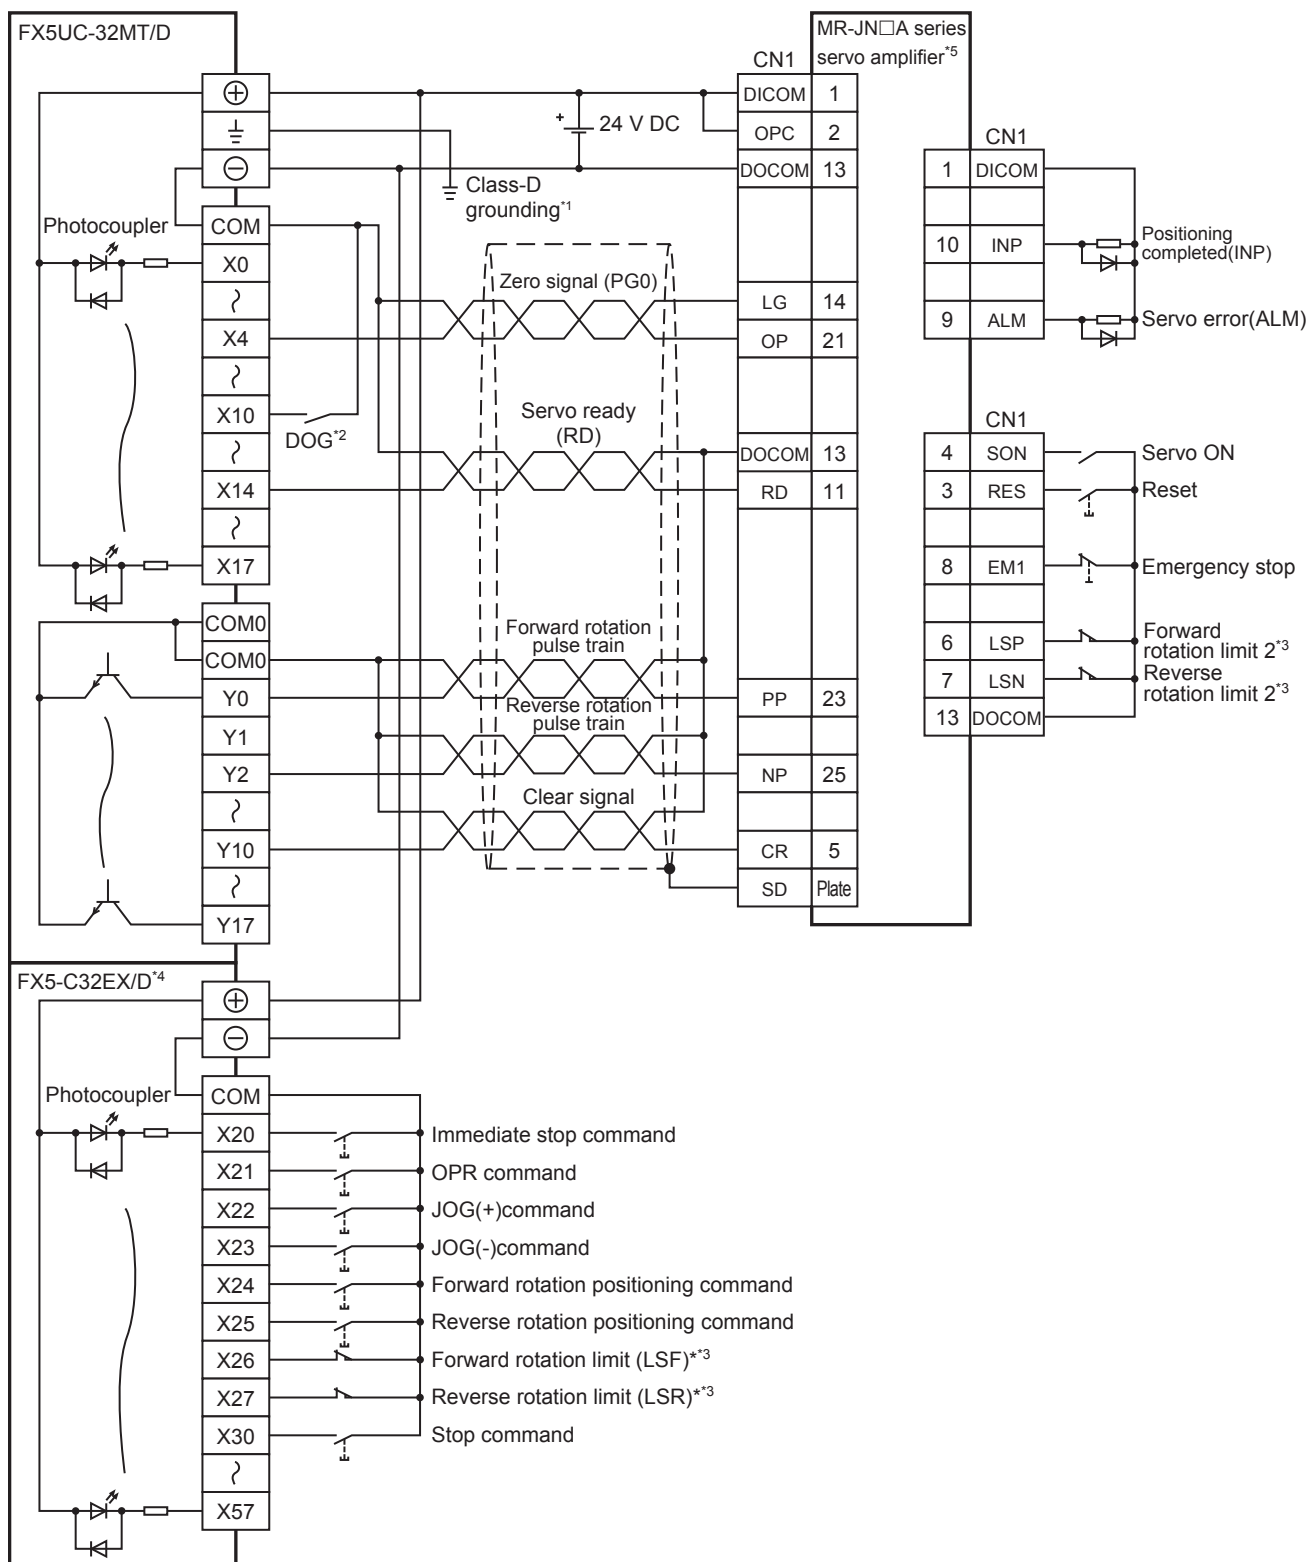 FX5UC-32MT/D
MR-JN□A series
servo amplifier*5
CN1
DICOM 1
24 V DC
OPC 2
CN1
DOCOM 13
1 DICOM
Class-D
grounding*1
Photocoupler
COM
X0
Positioning
completed(INP)
10 INP
Zero signal (PG0)
LG 14
9 ALM
Servo error(ALM)
X4
OP 21
X10
DOG*2
Servo ready
(RD)
CN1
DOCOM 13
4 SON
Servo ON
X14
RD 11
3 RES
Reset
X17
8 EM1
Emergency stop
COM0
Forward rotation
pulse train
6 LSP
Forward
rotation limit 2*3
COM0
Y0
PP 23
7 LSN
Reverse
rotation limit 2*3
Reverse rotation
pulse train
13 DOCOM
Y1
Y2
NP 25
Clear signal
Y10
CR 5
SD Plate
Y17
FX5-C32EX/D*4
Photocoupler
COM
X20 Immediate stop command
X21 OPR command
X22 JOG(+)command
X23 JOG(-)command
X24 Forward rotation positioning command
X25 Reverse rotation positioning command
X26 Forward rotation limit (LSF)**3
X27 Reverse rotation limit (LSR)**3
X30 Stop command
X57